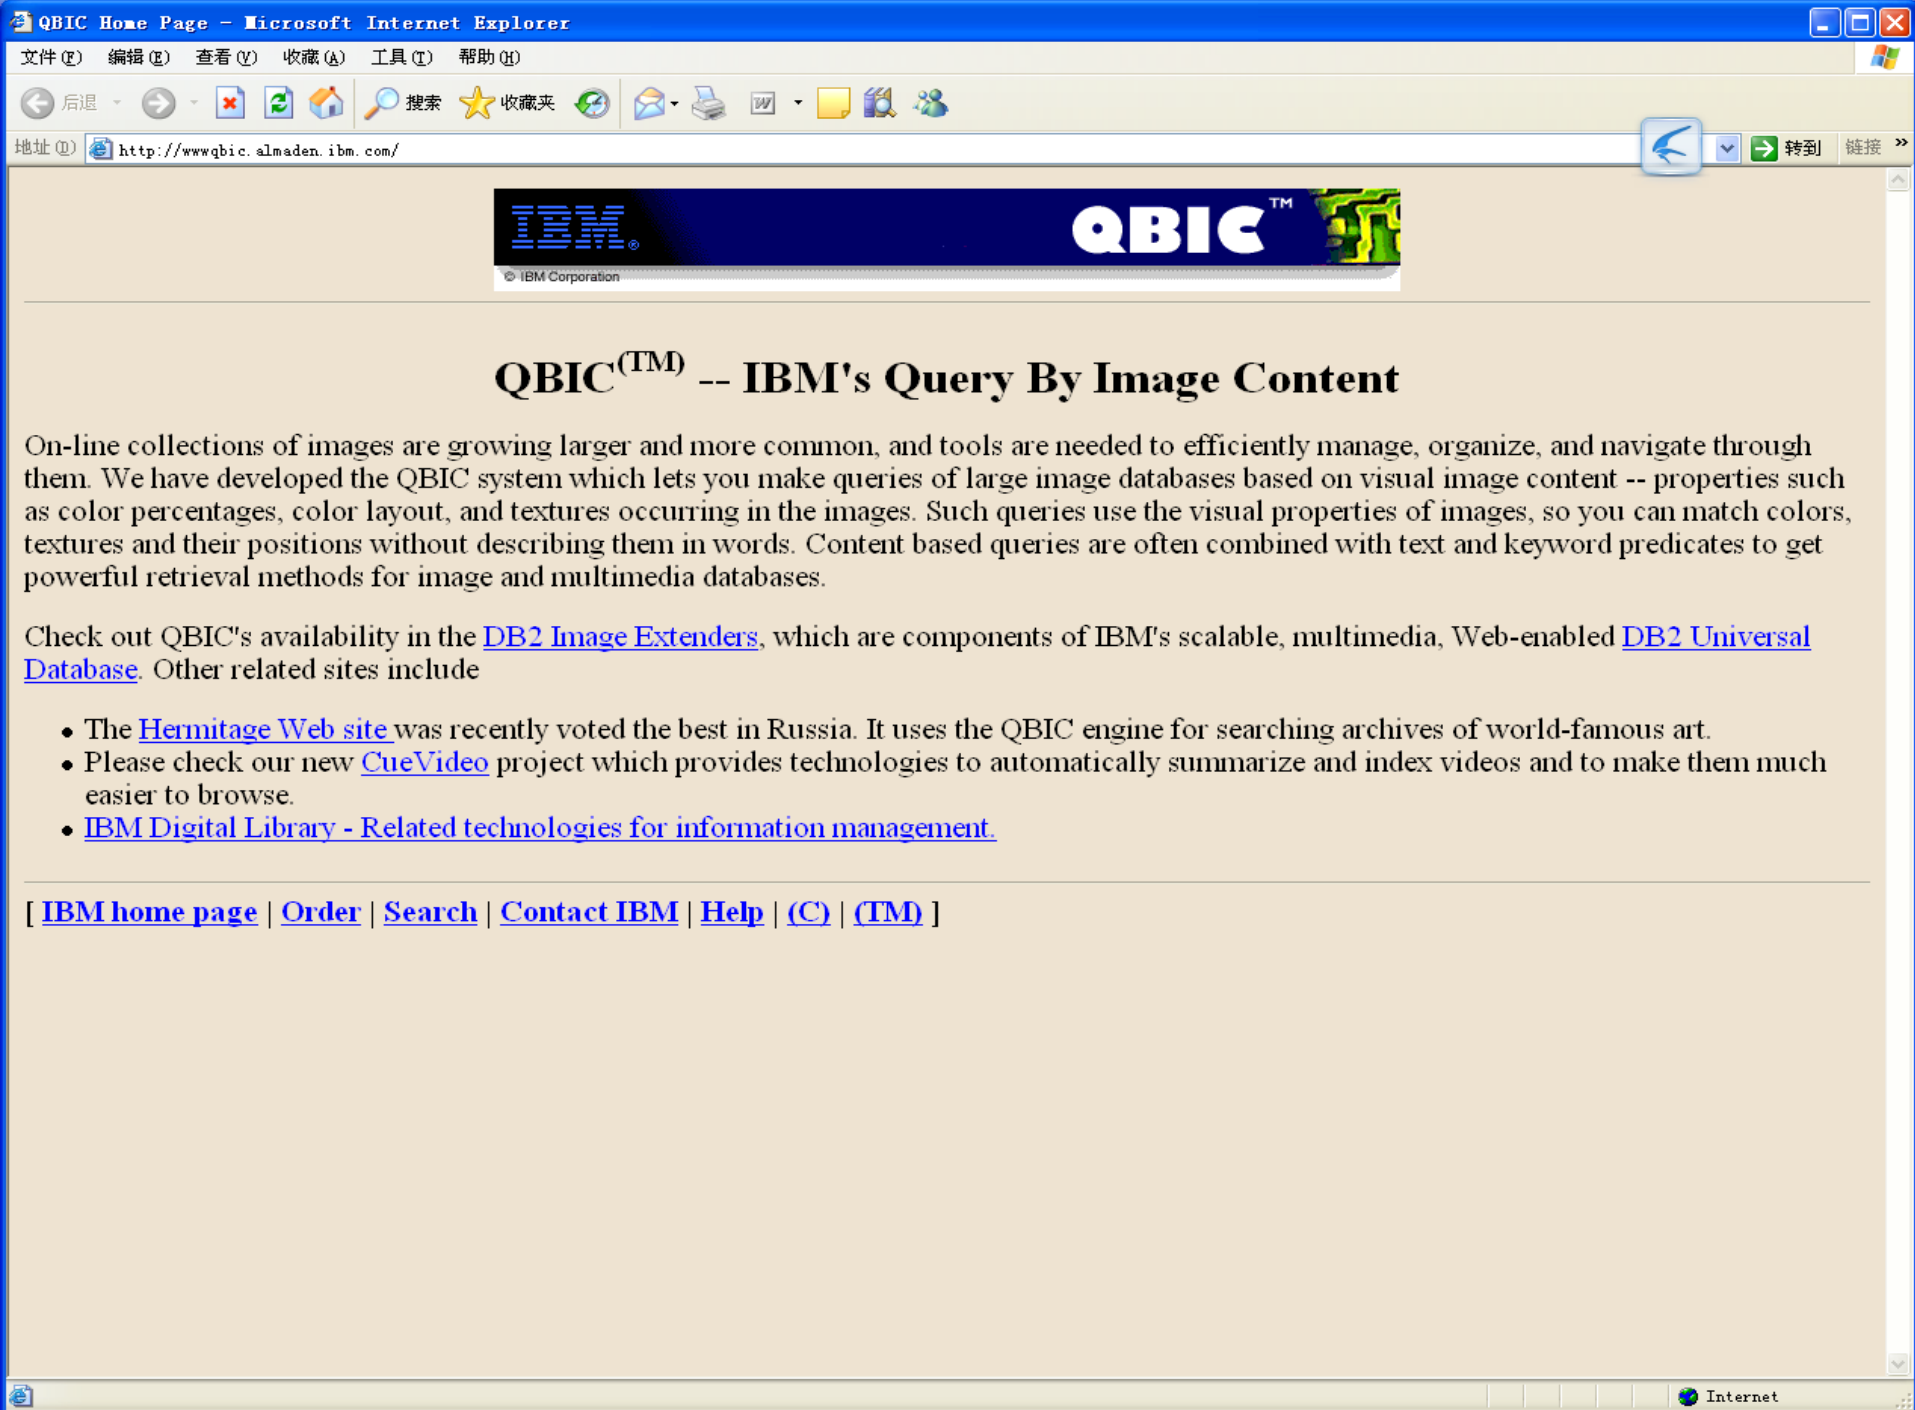 QBIC Home Page - Microsoft Internet Explorer
文件(F) 编辑(E) 查看(V) 收藏(A) 工具(T) 帮助(H)
后退 搜索 收藏夹
地址(D) http://wwwqbic.almaden.ibm.com/ 转到 链接 »
IBM® QBIC™
© IBM Corporation
QBIC(TM) -- IBM's Query By Image Content
On-line collections of images are growing larger and more common, and tools are needed to efficiently manage, organize, and navigate through
them. We have developed the QBIC system which lets you make queries of large image databases based on visual image content -- properties such
as color percentages, color layout, and textures occurring in the images. Such queries use the visual properties of images, so you can match colors,
textures and their positions without describing them in words. Content based queries are often combined with text and keyword predicates to get
powerful retrieval methods for image and multimedia databases.
Check out QBIC's availability in the DB2 Image Extenders, which are components of IBM's scalable, multimedia, Web-enabled DB2 Universal
Database. Other related sites include
• The Hermitage Web site was recently voted the best in Russia. It uses the QBIC engine for searching archives of world-famous art.
• Please check our new CueVideo project which provides technologies to automatically summarize and index videos and to make them much
easier to browse.
• IBM Digital Library - Related technologies for information management.
[ IBM home page | Order | Search | Contact IBM | Help | (C) | (TM) ]
Internet